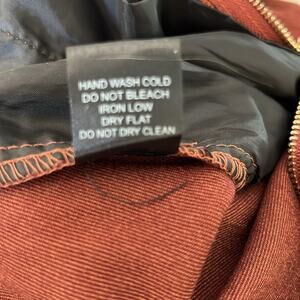 HAND WASH COLD
DO NOT BLEACH
IRON LOW
DRY FLAT
DO NOT DRY CLEAN